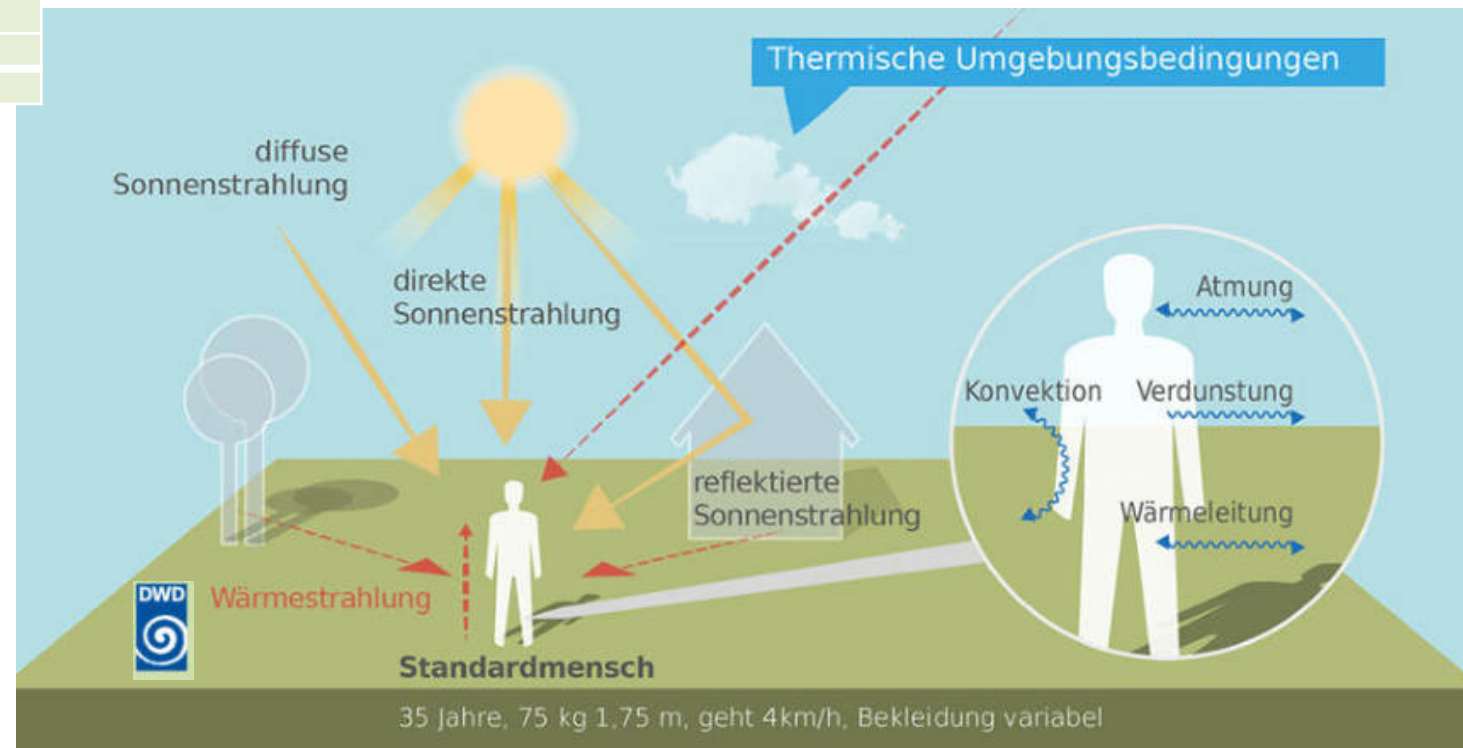 Thermische Umgebungsbedingungen
diffuse
Sonnenstrahlung
direkte
Sonnenstrahlung
Atmung
Konvektion
Verdunstung
reflektierte
Sonnenstrahlung
Wärmeleitung
DWD
Wärmestrahlung
Standardmensch
35 Jahre, 75 kg 1,75 m, geht 4km/h, Bekleidung variabel